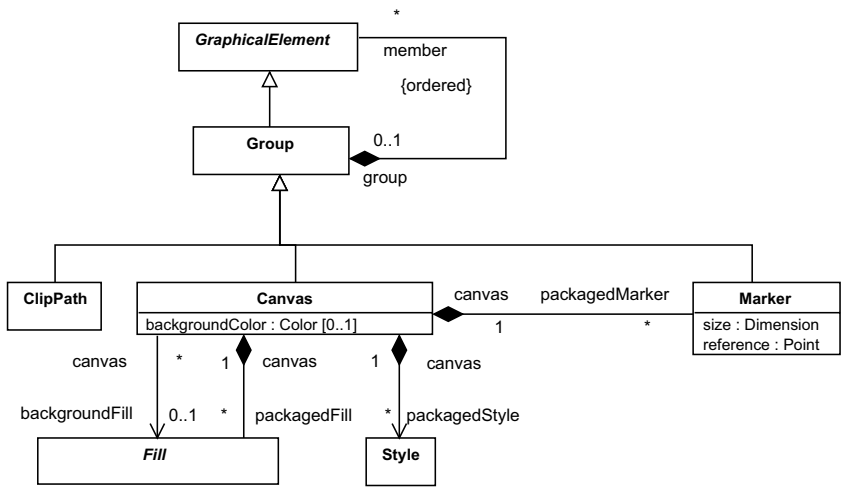 *
GraphicalElement
member
{ordered}
Group
0..1
group
ClipPath
Canvas
backgroundColor : Color [0..1]
canvas
packagedMarker
1
*
Marker
size : Dimension
reference : Point
canvas
*
1
canvas
1
canvas
backgroundFill
0..1
*
packagedFill
*
packagedStyle
Fill
Style